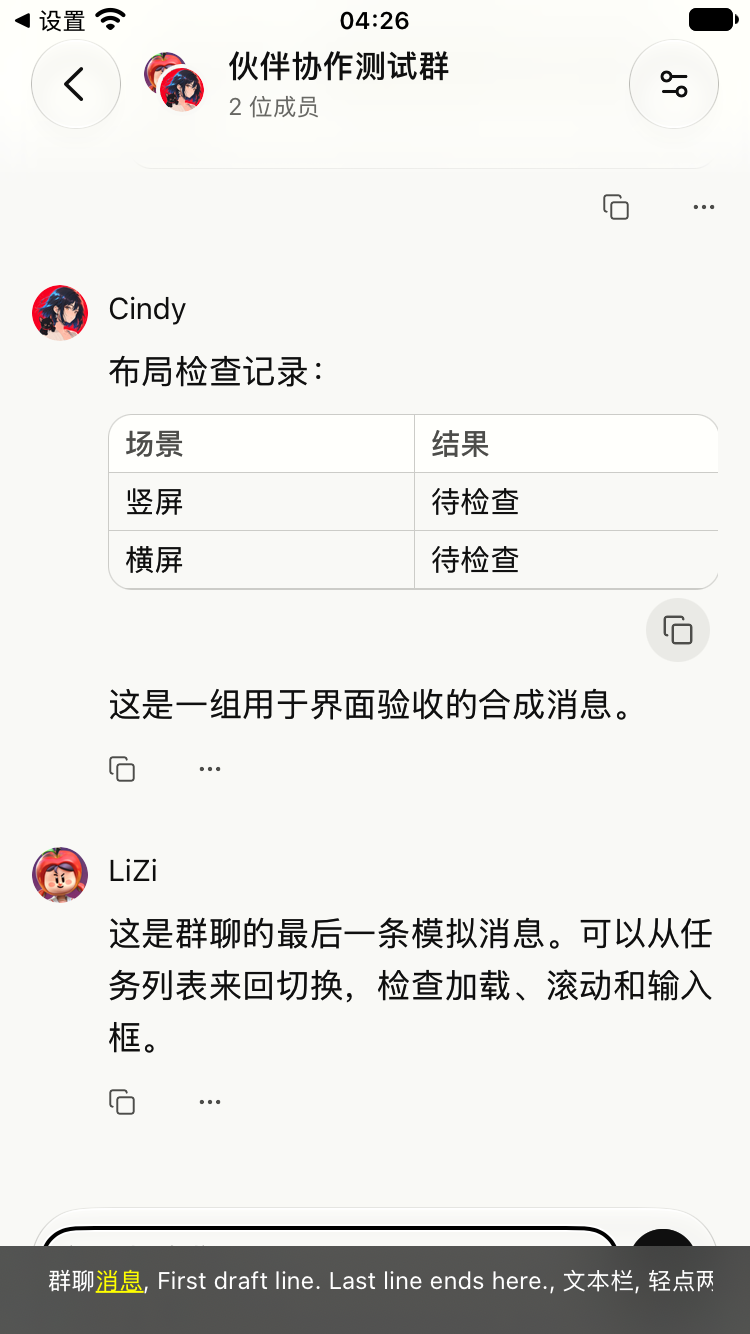 设置
04:26
伙伴协作测试群
2 位成员
Cindy
布局检查记录：
场景 结果
竖屏 待检查
横屏 待检查
这是一组用于界面验收的合成消息。
LiZi
这是群聊的最后一条模拟消息。可以从任
务列表来回切换，检查加载、滚动和输入
框。
群聊消息, First draft line. Last line ends here., 文本栏, 轻点